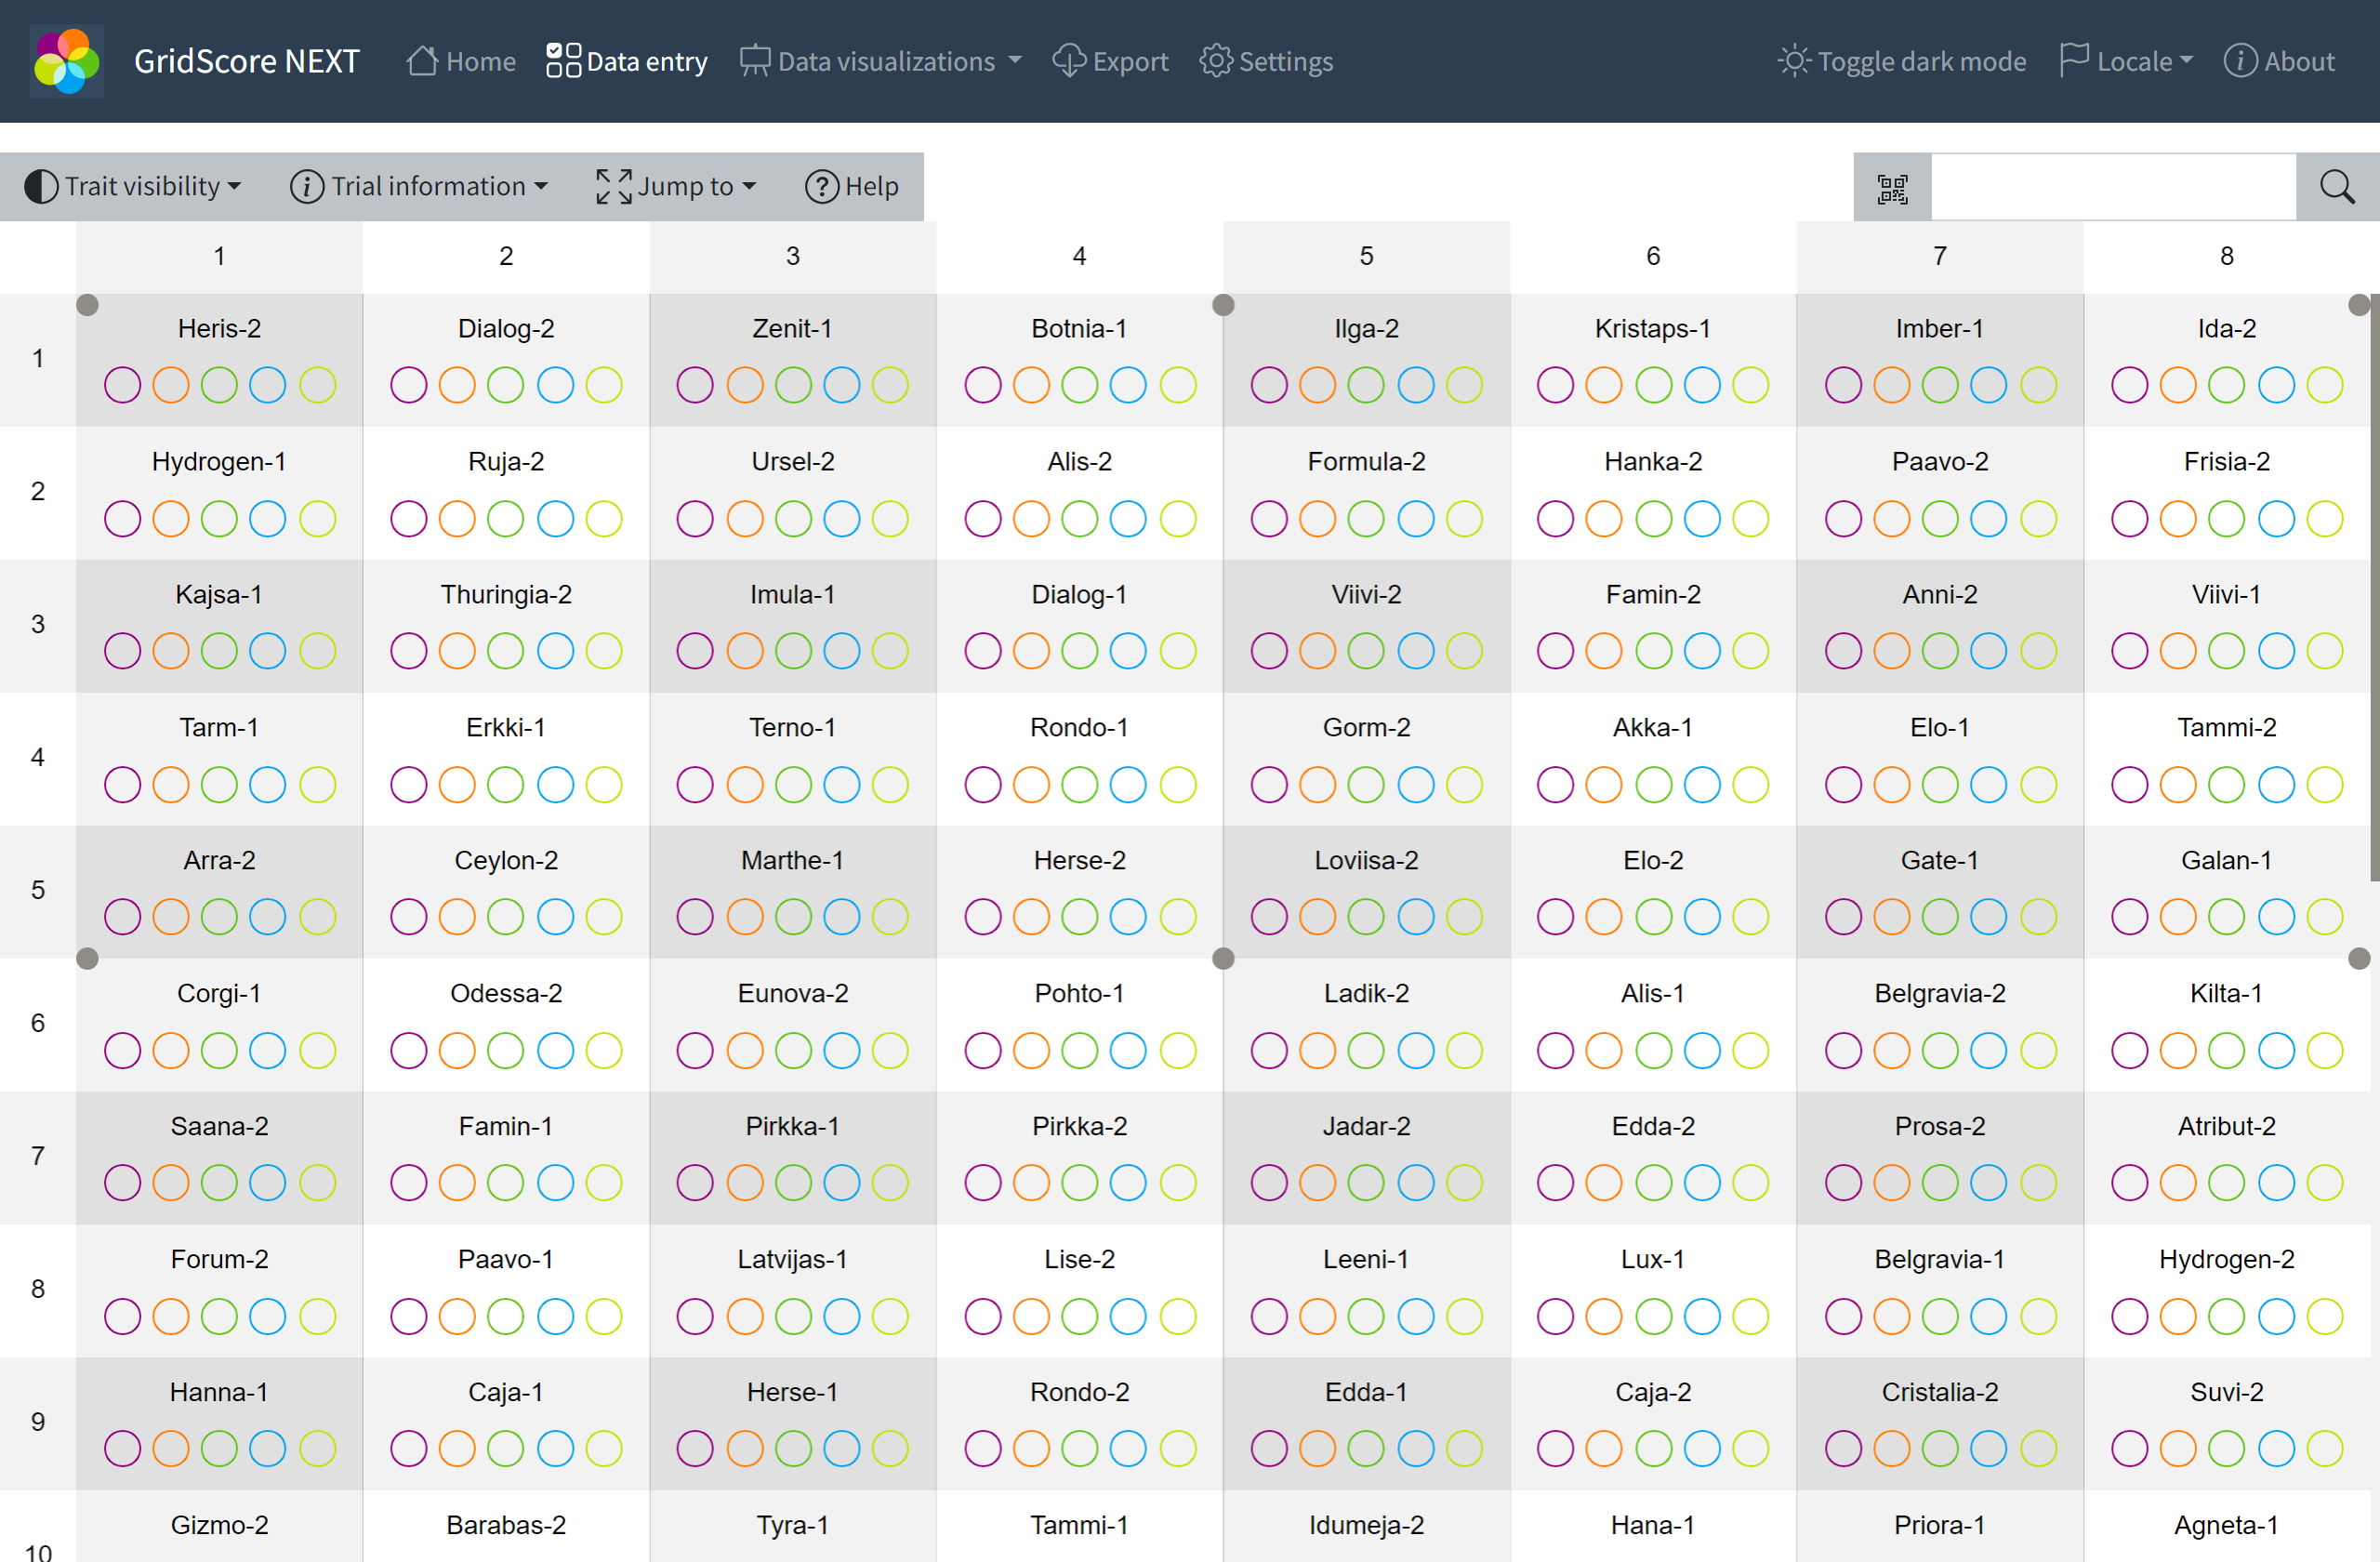 GridScore NEXT Home Data entry Data visualizations Export Settings Toggle dark mode Locale About
Trait visibility Trial information Jump to Help
1 2 3 4 5 6 7 8
1 Heris-2 Dialog-2 Zenit-1 Botnia-1 Ilga-2 Kristaps-1 Imber-1 Ida-2
2 Hydrogen-1 Ruja-2 Ursel-2 Alis-2 Formula-2 Hanka-2 Paavo-2 Frisia-2
3 Kajsa-1 Thuringia-2 Imula-1 Dialog-1 Viivi-2 Famin-2 Anni-2 Viivi-1
4 Tarm-1 Erkki-1 Terno-1 Rondo-1 Gorm-2 Akka-1 Elo-1 Tammi-2
5 Arra-2 Ceylon-2 Marthe-1 Herse-2 Loviisa-2 Elo-2 Gate-1 Galan-1
6 Corgi-1 Odessa-2 Eunova-2 Pohto-1 Ladik-2 Alis-1 Belgravia-2 Kilta-1
7 Saana-2 Famin-1 Pirkka-1 Pirkka-2 Jadar-2 Edda-2 Prosa-2 Atribut-2
8 Forum-2 Paavo-1 Latvijas-1 Lise-2 Leeni-1 Lux-1 Belgravia-1 Hydrogen-2
9 Hanna-1 Caja-1 Herse-1 Rondo-2 Edda-1 Caja-2 Cristalia-2 Suvi-2
10 Gizmo-2 Barabas-2 Tyra-1 Tammi-1 Idumeja-2 Hana-1 Priora-1 Agneta-1